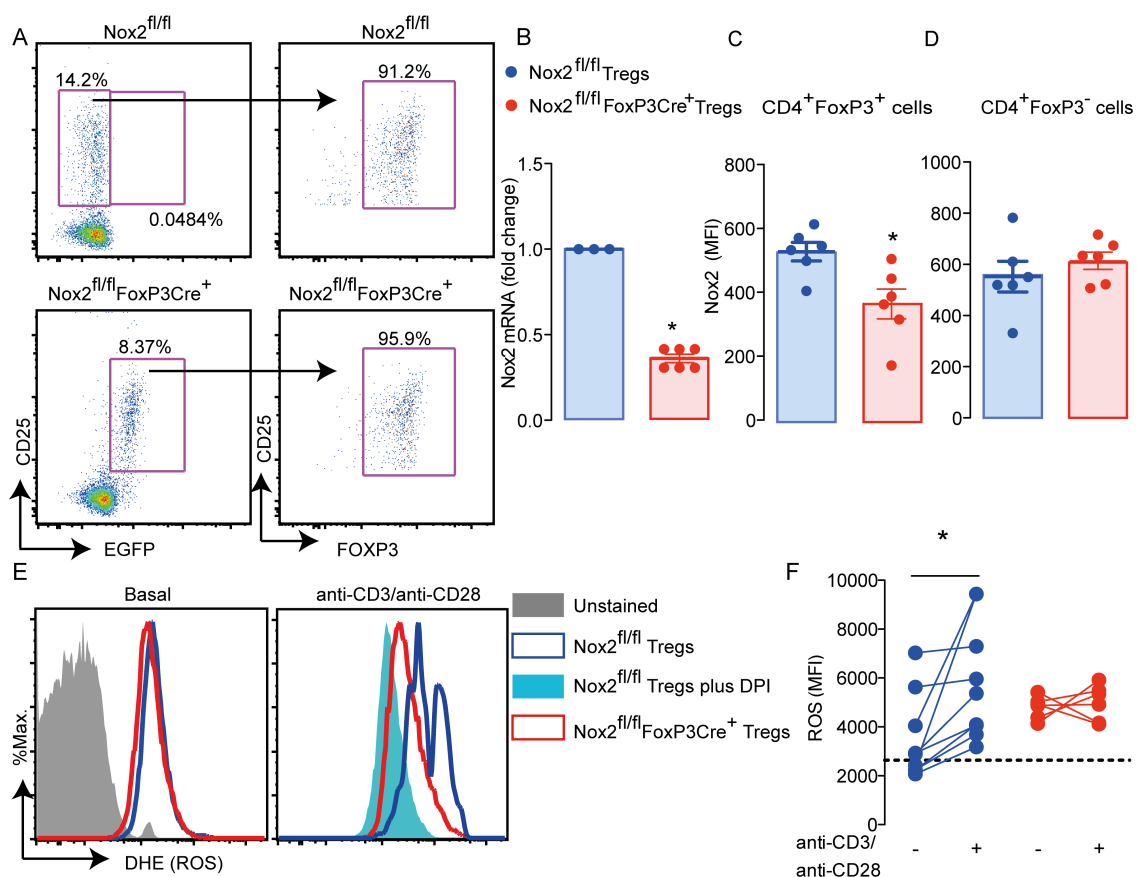 A
Nox2fl/fl
Nox2fl/fl
14.2%
91.2%
0.0484%
Nox2fl/flFoxP3Cre+
Nox2fl/flFoxP3Cre+
8.37%
95.9%
CD25
CD25
EGFP
FOXP3
B
Nox2fl/flTregs
Nox2fl/flFoxP3Cre+Tregs
Nox2 mRNA (fold change)
1.5
1.0
0.5
0.0
*
C
CD4+FoxP3+ cells
Nox2 (MFI)
800
600
400
200
0
*
D
CD4+FoxP3- cells
1000
800
600
400
200
0
E
Basal
anti-CD3/anti-CD28
%Max.
DHE (ROS)
Unstained
Nox2fl/fl Tregs
Nox2fl/fl Tregs plus DPI
Nox2fl/flFoxP3Cre+ Tregs
F
*
ROS (MFI)
10000
8000
6000
4000
2000
0
anti-CD3/
anti-CD28
- + - +